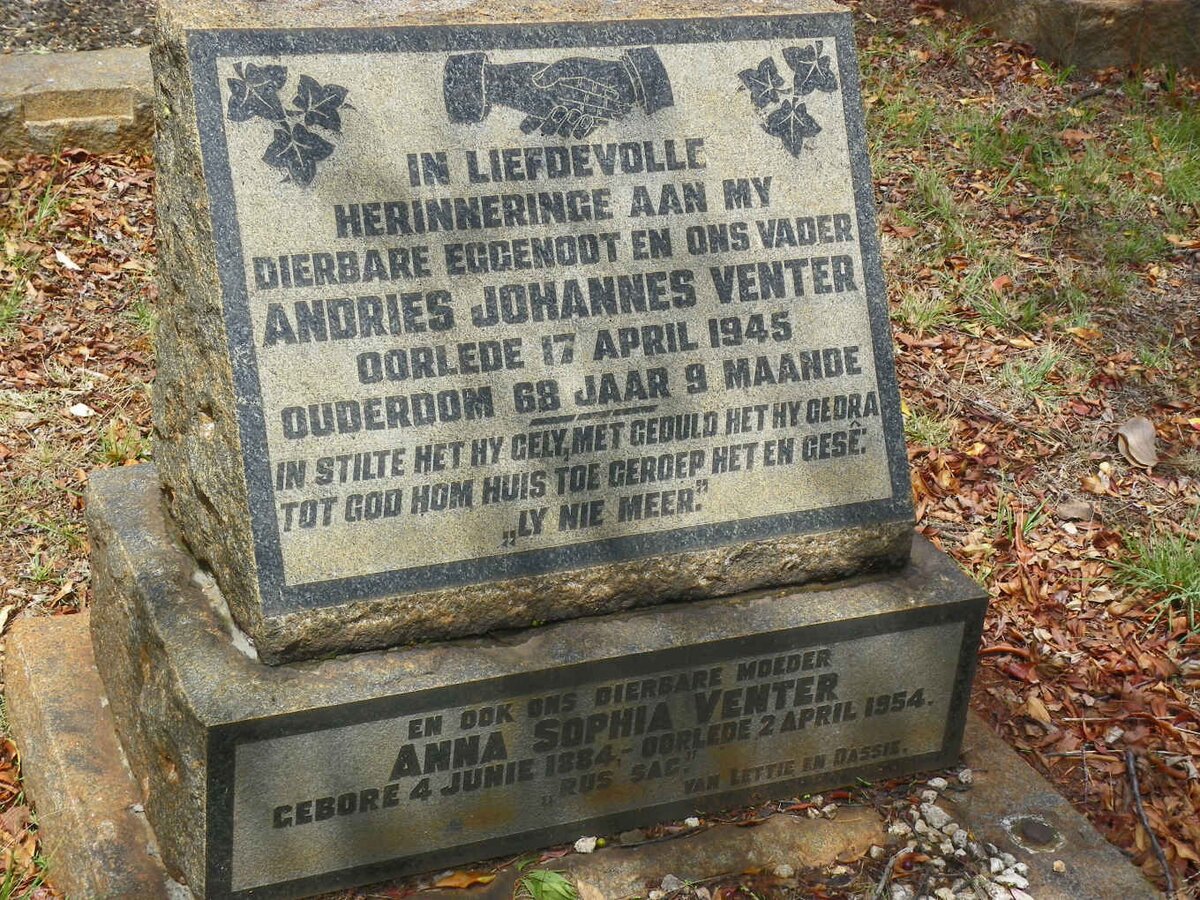 IN LIEFDEVOLLE
HERINNERINGE AAN MY
DIERBARE EGGENOOT EN ONS VADER
ANDRIES JOHANNES VENTER
OORLEDE 17 APRIL 1945
OUDERDOM 68 JAAR 9 MAANDE
IN STILTE HET HY GELY, MET GEDULD HET HY GEDRA
TOT GOD HOM HUIS TOE GEROEP HET EN GESÊ:
„LY NIE MEER."
EN OOK ONS DIERBARE MOEDER
ANNA SOPHIA VENTER
GEBORE 4 JUNIE 1884,- OORLEDE 2 APRIL 1954.
„RUS SAG."
VAN LETTIE EN DASSIE.